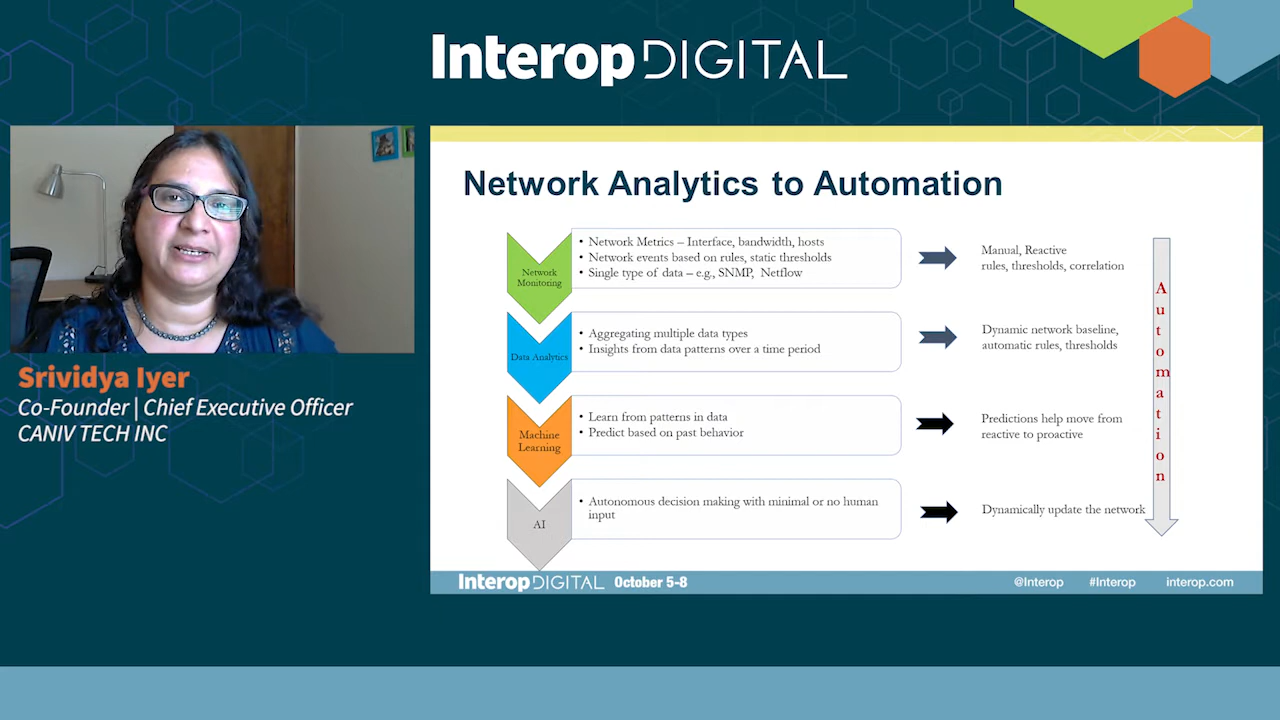 Interop DIGITAL
Srividya Iyer
Co-Founder | Chief Executive Officer
CANIV TECH INC
Network Analytics to Automation
Network
Monitoring
• Network Metrics – Interface, bandwidth, hosts
• Network events based on rules, static thresholds
• Single type of data – e.g., SNMP, Netflow
Manual, Reactive
rules, thresholds, correlation
Data Analytics
• Aggregating multiple data types
• Insights from data patterns over a time period
Dynamic network baseline,
automatic rules, thresholds
Machine
Learning
• Learn from patterns in data
• Predict based on past behavior
Predictions help move from
reactive to proactive
AI
• Autonomous decision making with minimal or no human
input
Dynamically update the network
Automation
Interop DIGITAL October 5-8
@Interop #Interop interop.com